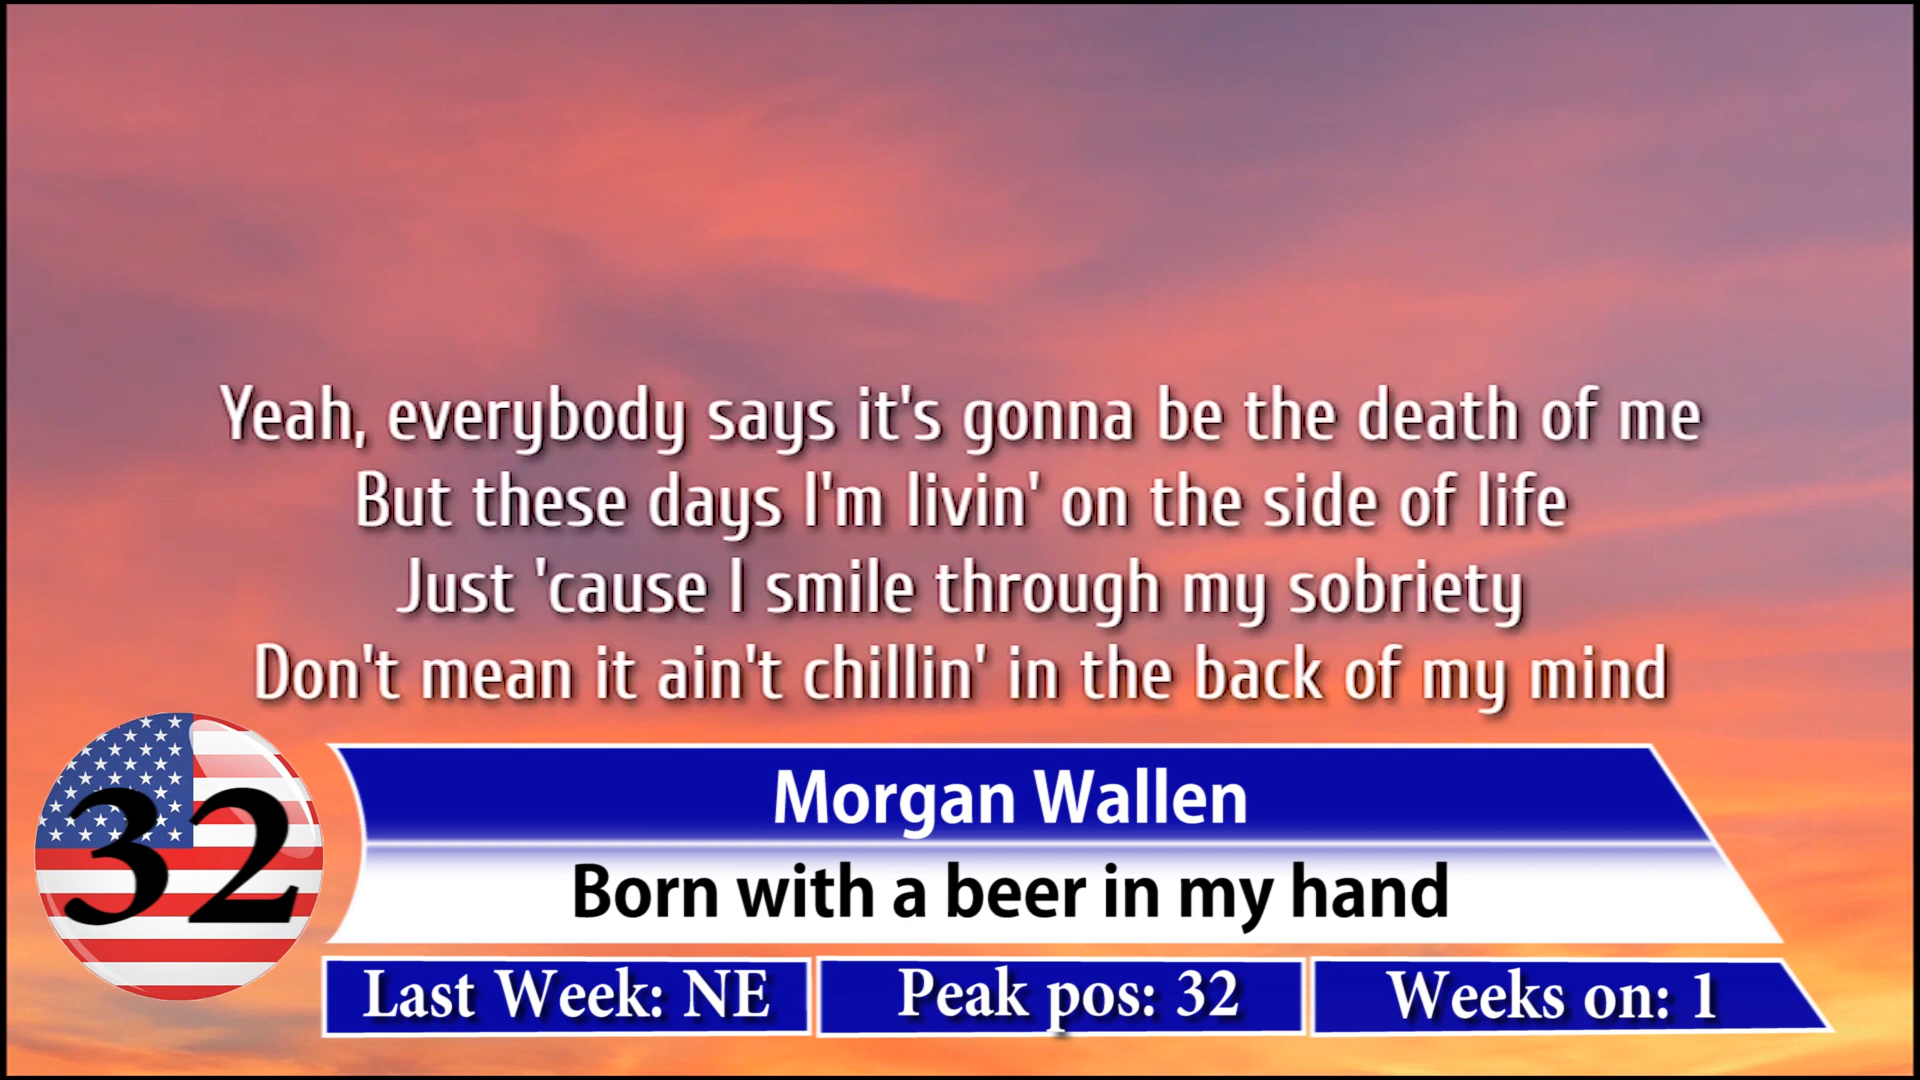 Yeah, everybody says it's gonna be the death of me
But these days I'm livin' on the side of life
Just 'cause I smile through my sobriety
Don't mean it ain't chillin' in the back of my mind
32
Morgan Wallen
Born with a beer in my hand
Last Week: NE
Peak pos: 32
Weeks on: 1